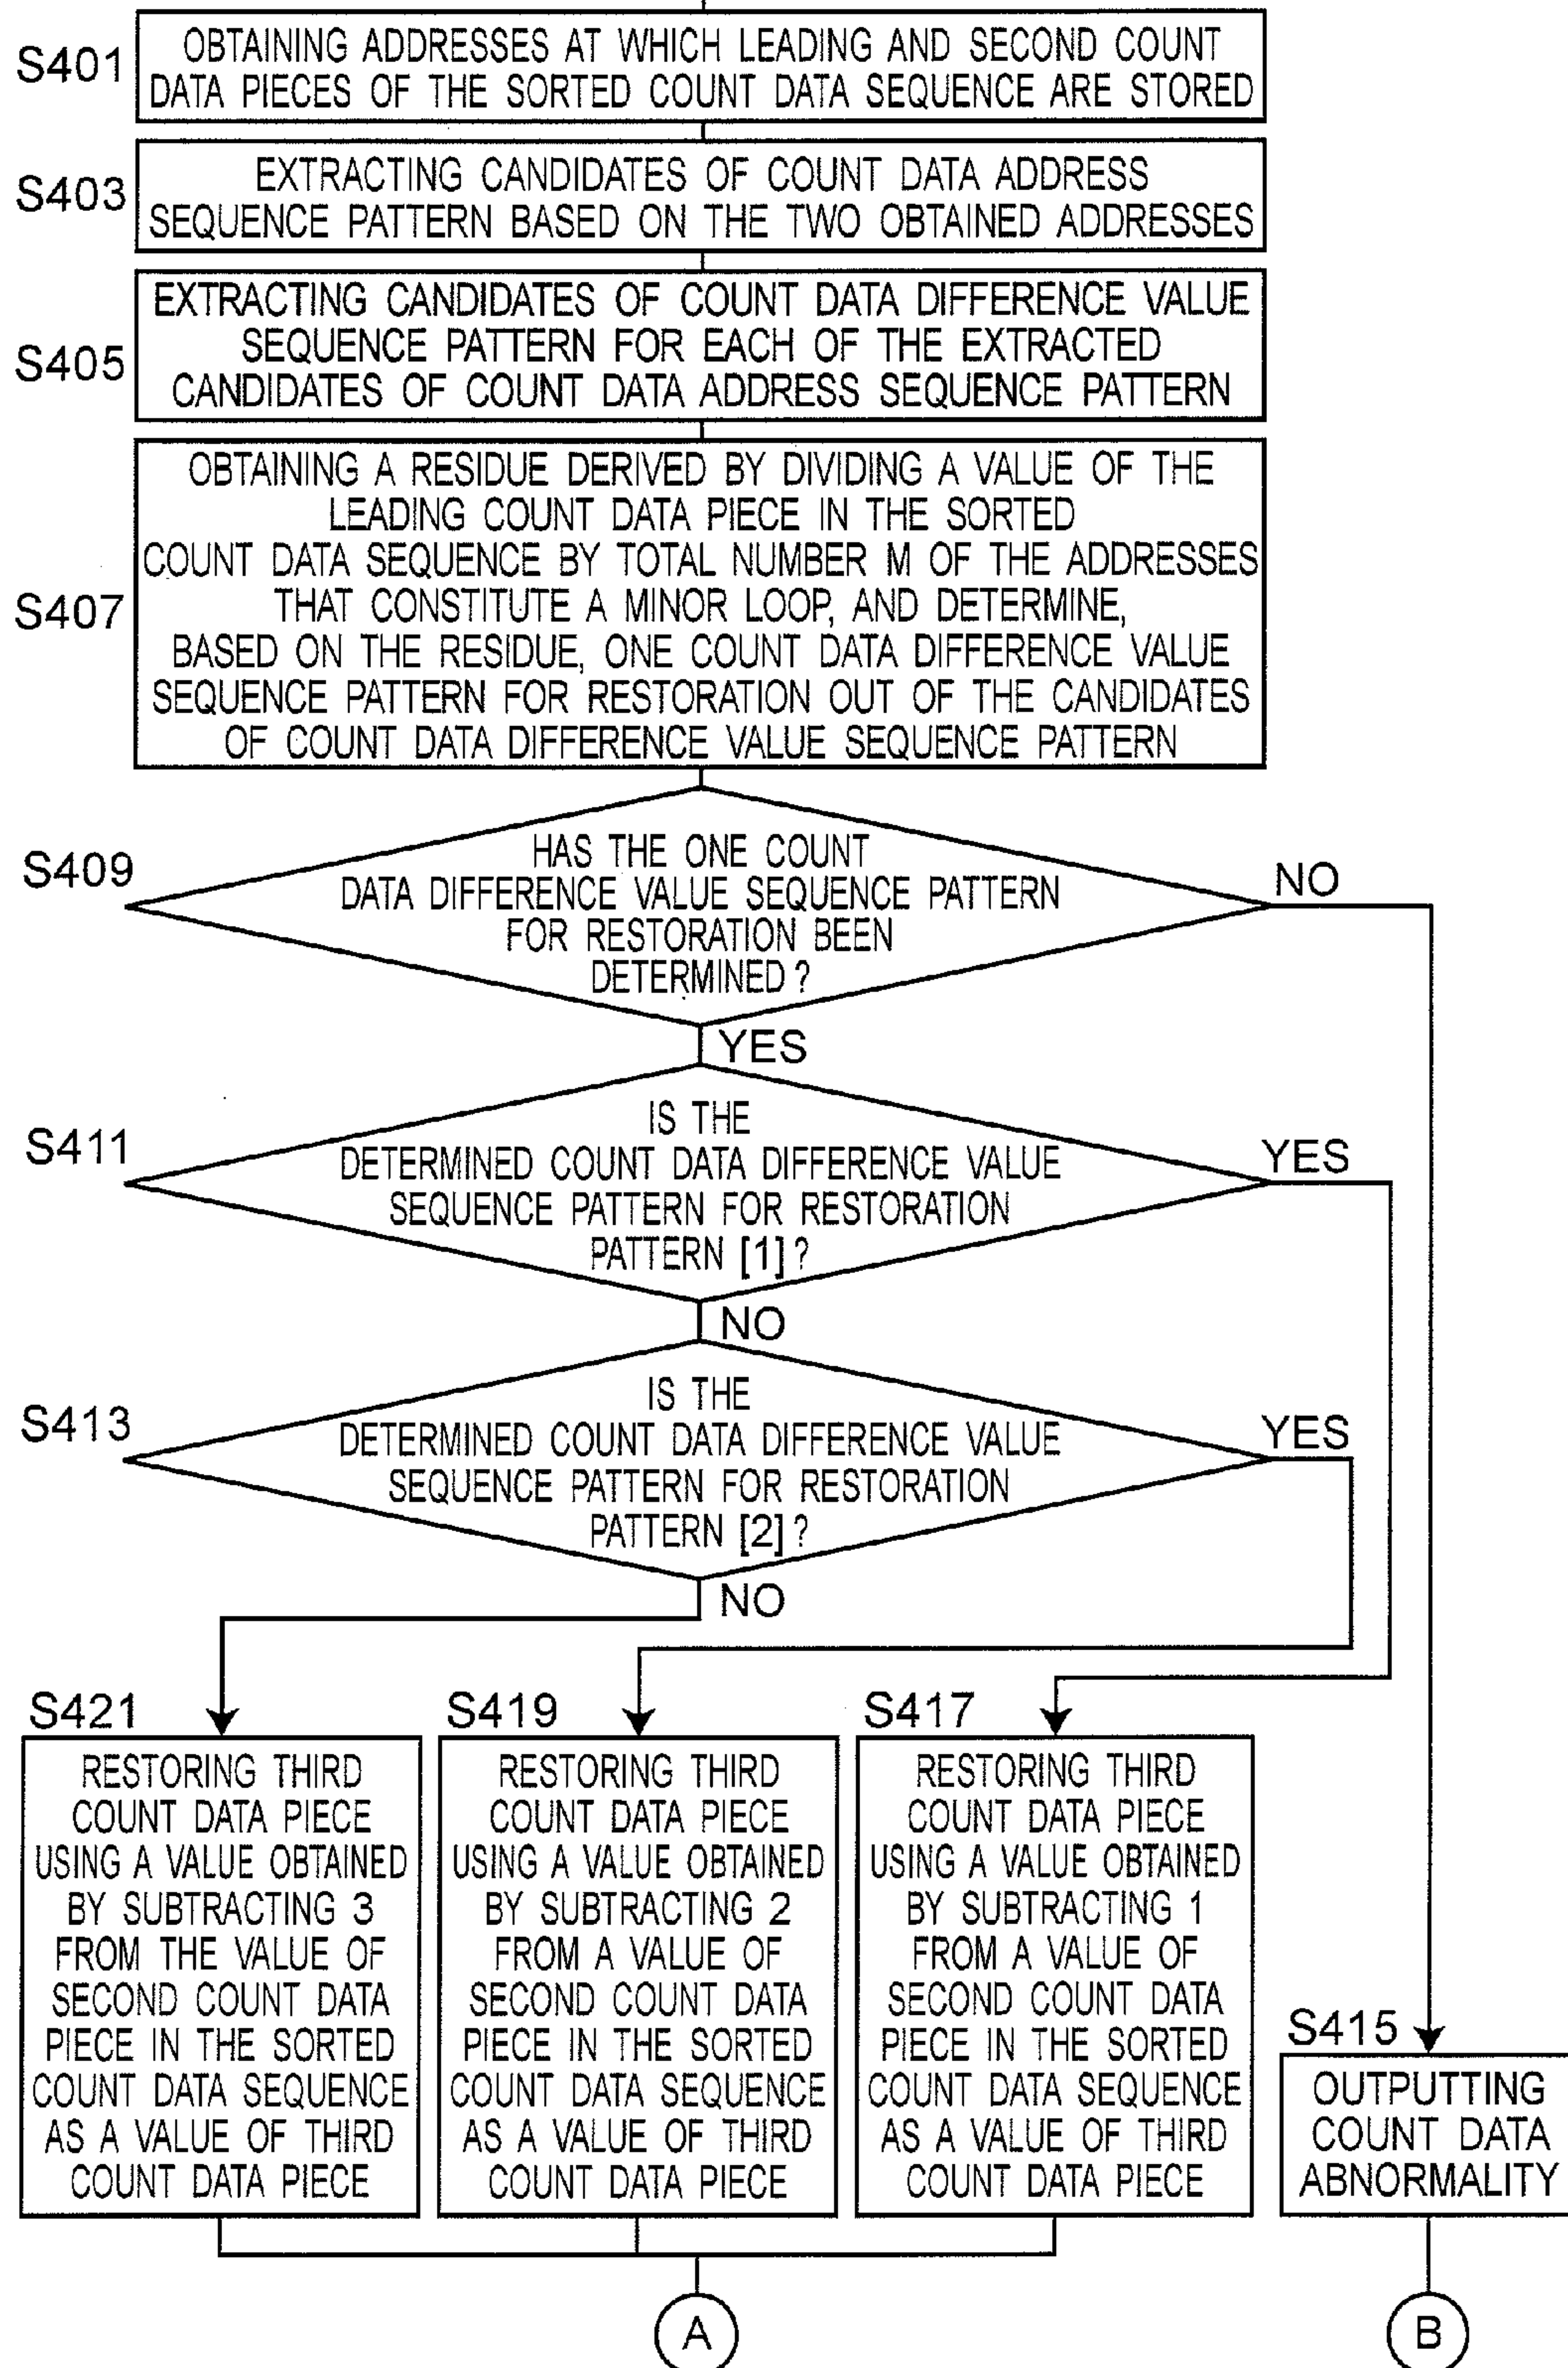 S401
OBTAINING ADDRESSES AT WHICH LEADING AND SECOND COUNT
DATA PIECES OF THE SORTED COUNT DATA SEQUENCE ARE STORED
S403
EXTRACTING CANDIDATES OF COUNT DATA ADDRESS
SEQUENCE PATTERN BASED ON THE TWO OBTAINED ADDRESSES
S405
EXTRACTING CANDIDATES OF COUNT DATA DIFFERENCE VALUE
SEQUENCE PATTERN FOR EACH OF THE EXTRACTED
CANDIDATES OF COUNT DATA ADDRESS SEQUENCE PATTERN
S407
OBTAINING A RESIDUE DERIVED BY DIVIDING A VALUE OF THE
LEADING COUNT DATA PIECE IN THE SORTED
COUNT DATA SEQUENCE BY TOTAL NUMBER M OF THE ADDRESSES
THAT CONSTITUTE A MINOR LOOP, AND DETERMINE,
BASED ON THE RESIDUE, ONE COUNT DATA DIFFERENCE VALUE
SEQUENCE PATTERN FOR RESTORATION OUT OF THE CANDIDATES
OF COUNT DATA DIFFERENCE VALUE SEQUENCE PATTERN
S409
HAS THE ONE COUNT
DATA DIFFERENCE VALUE SEQUENCE PATTERN
FOR RESTORATION BEEN
DETERMINED ?
NO
YES
S411
IS THE
DETERMINED COUNT DATA DIFFERENCE VALUE
SEQUENCE PATTERN FOR RESTORATION
PATTERN [1] ?
YES
NO
S413
IS THE
DETERMINED COUNT DATA DIFFERENCE VALUE
SEQUENCE PATTERN FOR RESTORATION
PATTERN [2] ?
YES
NO
S421
RESTORING THIRD
COUNT DATA PIECE
USING A VALUE OBTAINED
BY SUBTRACTING 3
FROM THE VALUE OF
SECOND COUNT DATA
PIECE IN THE SORTED
COUNT DATA SEQUENCE
AS A VALUE OF THIRD
COUNT DATA PIECE
S419
RESTORING THIRD
COUNT DATA PIECE
USING A VALUE OBTAINED
BY SUBTRACTING 2
FROM A VALUE OF
SECOND COUNT DATA
PIECE IN THE SORTED
COUNT DATA SEQUENCE
AS A VALUE OF THIRD
COUNT DATA PIECE
S417
RESTORING THIRD
COUNT DATA PIECE
USING A VALUE OBTAINED
BY SUBTRACTING 1
FROM A VALUE OF
SECOND COUNT DATA
PIECE IN THE SORTED
COUNT DATA SEQUENCE
AS A VALUE OF THIRD
COUNT DATA PIECE
S415
OUTPUTTING
COUNT DATA
ABNORMALITY
A
B